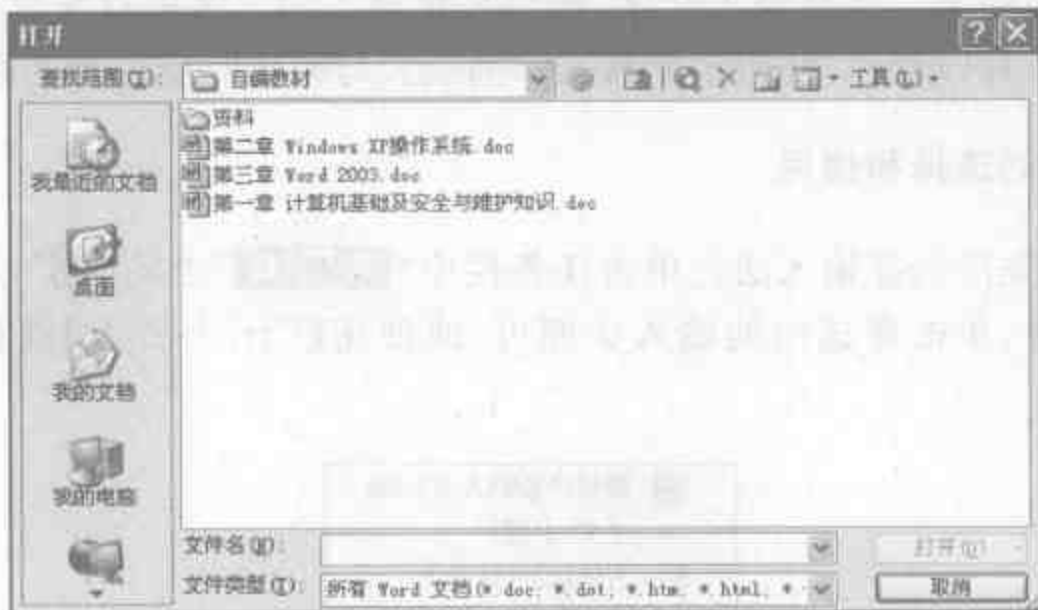 打开
查找范围(I): 自编教材 工具(L)
资料
第二章 Windows XP操作系统.doc
第三章 Word 2003.doc
第一章 计算机基础及安全与维护知识.doc
我最近的文档
桌面
我的文档
我的电脑
文件名(N): 打开(O)
文件类型(T): 所有 Word 文档(*.doc; *.dot; *.htm; *.html; *. 取消